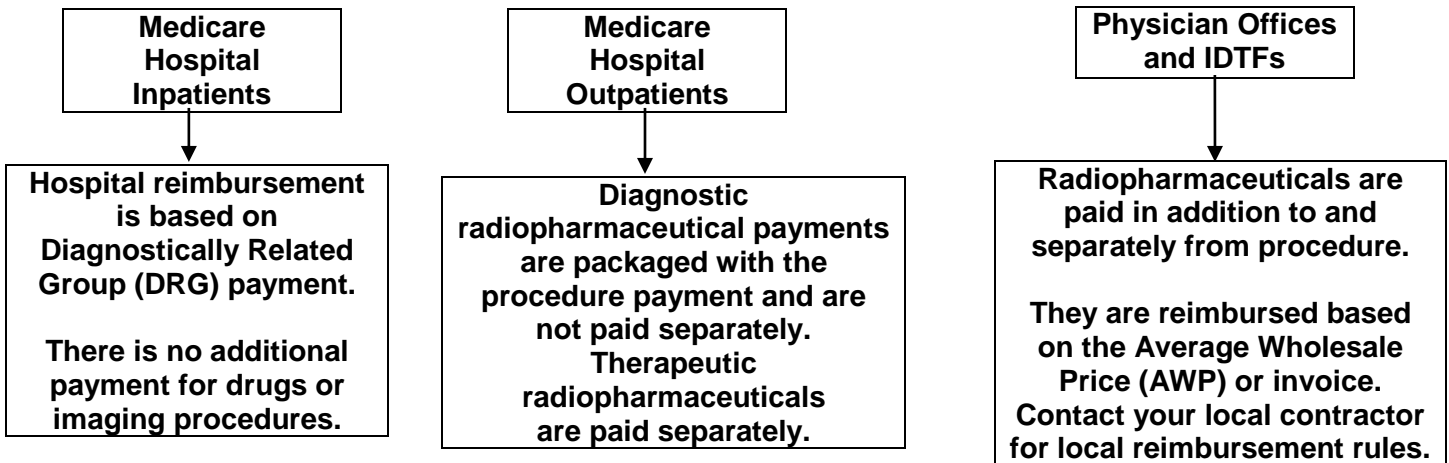 Medicare
Hospital
Inpatients
Hospital reimbursement
is based on
Diagnostically Related
Group (DRG) payment.
There is no additional
payment for drugs or
imaging procedures.
Medicare
Hospital
Outpatients
Diagnostic
radiopharmaceutical payments
are packaged with the
procedure payment and are
not paid separately.
Therapeutic
radiopharmaceuticals
are paid separately.
Physician Offices
and IDTFs
Radiopharmaceuticals are
paid in addition to and
separately from procedure.
They are reimbursed based
on the Average Wholesale
Price (AWP) or invoice.
Contact your local contractor
for local reimbursement rules.